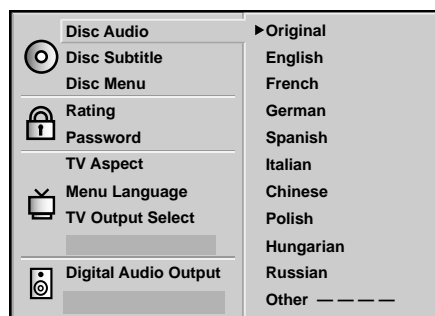 Disc Audio
Disc Subtitle
Disc Menu
Rating
Password
TV Aspect
Menu Language
TV Output Select
Digital Audio Output
▶Original
English
French
German
Spanish
Italian
Chinese
Polish
Hungarian
Russian
Other — — — —